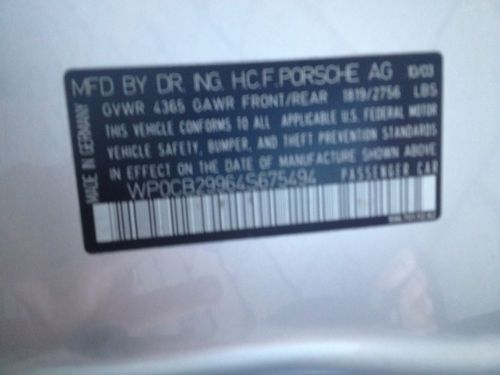 MFD BY DR. ING. H.C.F. PORSCHE AG 10/03
GVWR 4365 GAWR FRONT/REAR 1819/2756 LBS
THIS VEHICLE CONFORMS TO ALL APPLICABLE U.S. FEDERAL MOTOR
VEHICLE SAFETY, BUMPER, AND THEFT PREVENTION STANDARDS
IN EFFECT ON THE DATE OF MANUFACTURE SHOWN ABOVE
WP0CB29964S675494 PASSENGER CAR
MADE IN GERMANY